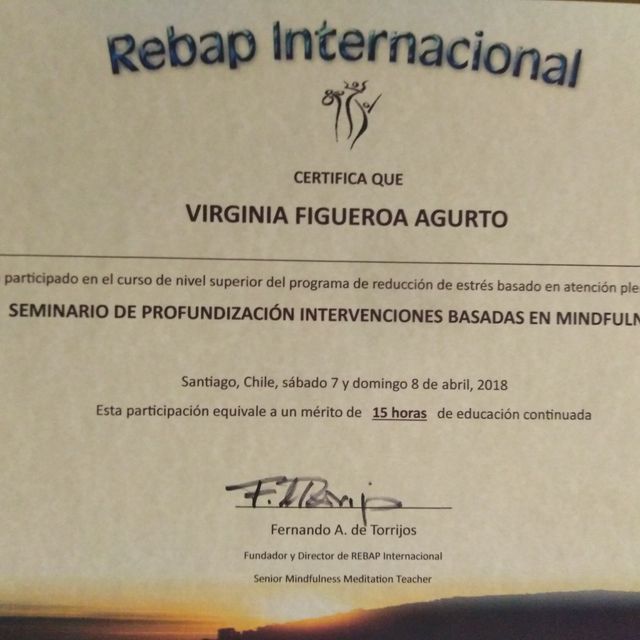 Rebap Internacional
CERTIFICA QUE
VIRGINIA FIGUEROA AGURTO
participado en el curso de nivel superior del programa de reducción de estrés basado en atención ple
SEMINARIO DE PROFUNDIZACIÓN INTERVENCIONES BASADAS EN MINDFULN
Santiago, Chile, sábado 7 y domingo 8 de abril, 2018
Esta participación equivale a un mérito de 15 horas de educación continuada
Fernando A. de Torrijos
Fundador y Director de REBAP Internacional
Senior Mindfulness Meditation Teacher